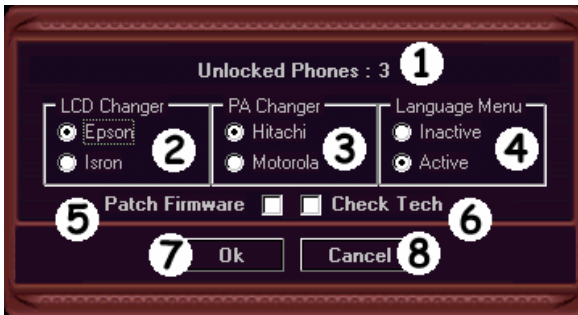 Unlocked Phones : 3 1
LCD Changer PA Changer Language Menu
Epson Hitachi Inactive
2 3 4
Isron Motorola Active
5 Patch Firmware Check Tech 6
7 Ok Cancel 8